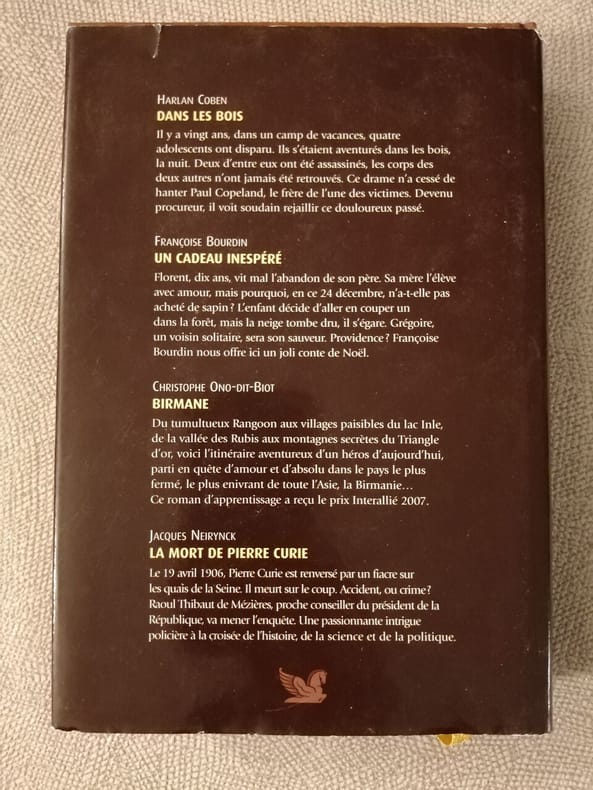 HARLAN COBEN
DANS LES BOIS
Il y a vingt ans, dans un camp de vacances, quatre
adolescents ont disparu. Ils s'étaient aventurés dans les bois,
la nuit. Deux d'entre eux ont été assassinés, les corps des
deux autres n'ont jamais été retrouvés. Ce drame n'a cessé de
hanter Paul Copeland, le frère de l'une des victimes. Devenu
procureur, il voit soudain rejaillir ce douloureux passé.
FRANÇOISE BOURDIN
UN CADEAU INESPÉRÉ
Florent, dix ans, vit mal l'abandon de son père. Sa mère l'élève
avec amour, mais pourquoi, en ce 24 décembre, n'a-t-elle pas
acheté de sapin ? L'enfant décide d'aller en couper un
dans la forêt, mais la neige tombe dru, il s'égare. Grégoire,
un voisin solitaire, sera son sauveur. Providence ? Françoise
Bourdin nous offre ici un joli conte de Noël.
CHRISTOPHE ONO-DIT-BIOT
BIRMANE
Du tumultueux Rangoon aux villages paisibles du lac Inle,
de la vallée des Rubis aux montagnes secrètes du Triangle
d'or, voici l'itinéraire aventureux d'un héros d'aujourd'hui,
parti en quête d'amour et d'absolu dans le pays le plus
fermé, le plus enivrant de toute l'Asie, la Birmanie…
Ce roman d'apprentissage a reçu le prix Interallié 2007.
JACQUES NEIRYNCK
LA MORT DE PIERRE CURIE
Le 19 avril 1906, Pierre Curie est renversé par un fiacre sur
les quais de la Seine. Il meurt sur le coup. Accident, ou crime ?
Raoul Thibaut de Mézières, proche conseiller du président de la
République, va mener l'enquête. Une passionnante intrigue
policière à la croisée de l'histoire, de la science et de la politique.